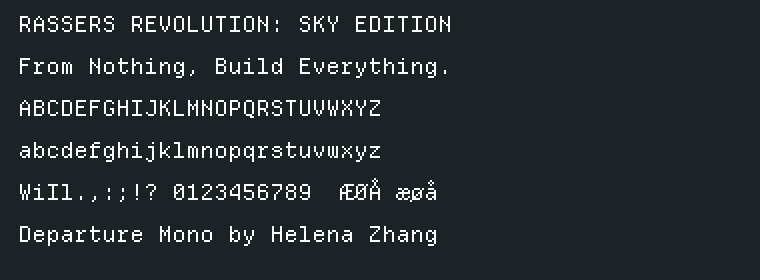 RASSERS REVOLUTION: SKY EDITION
From Nothing, Build Everything.
ABCDEFGHIJKLMNOPQRSTUVWXYZ
abcdefghijklmnopqrstuvwxyz
WiIl.,:;!? 0123456789  ÆØÅ æøå
Departure Mono by Helena Zhang